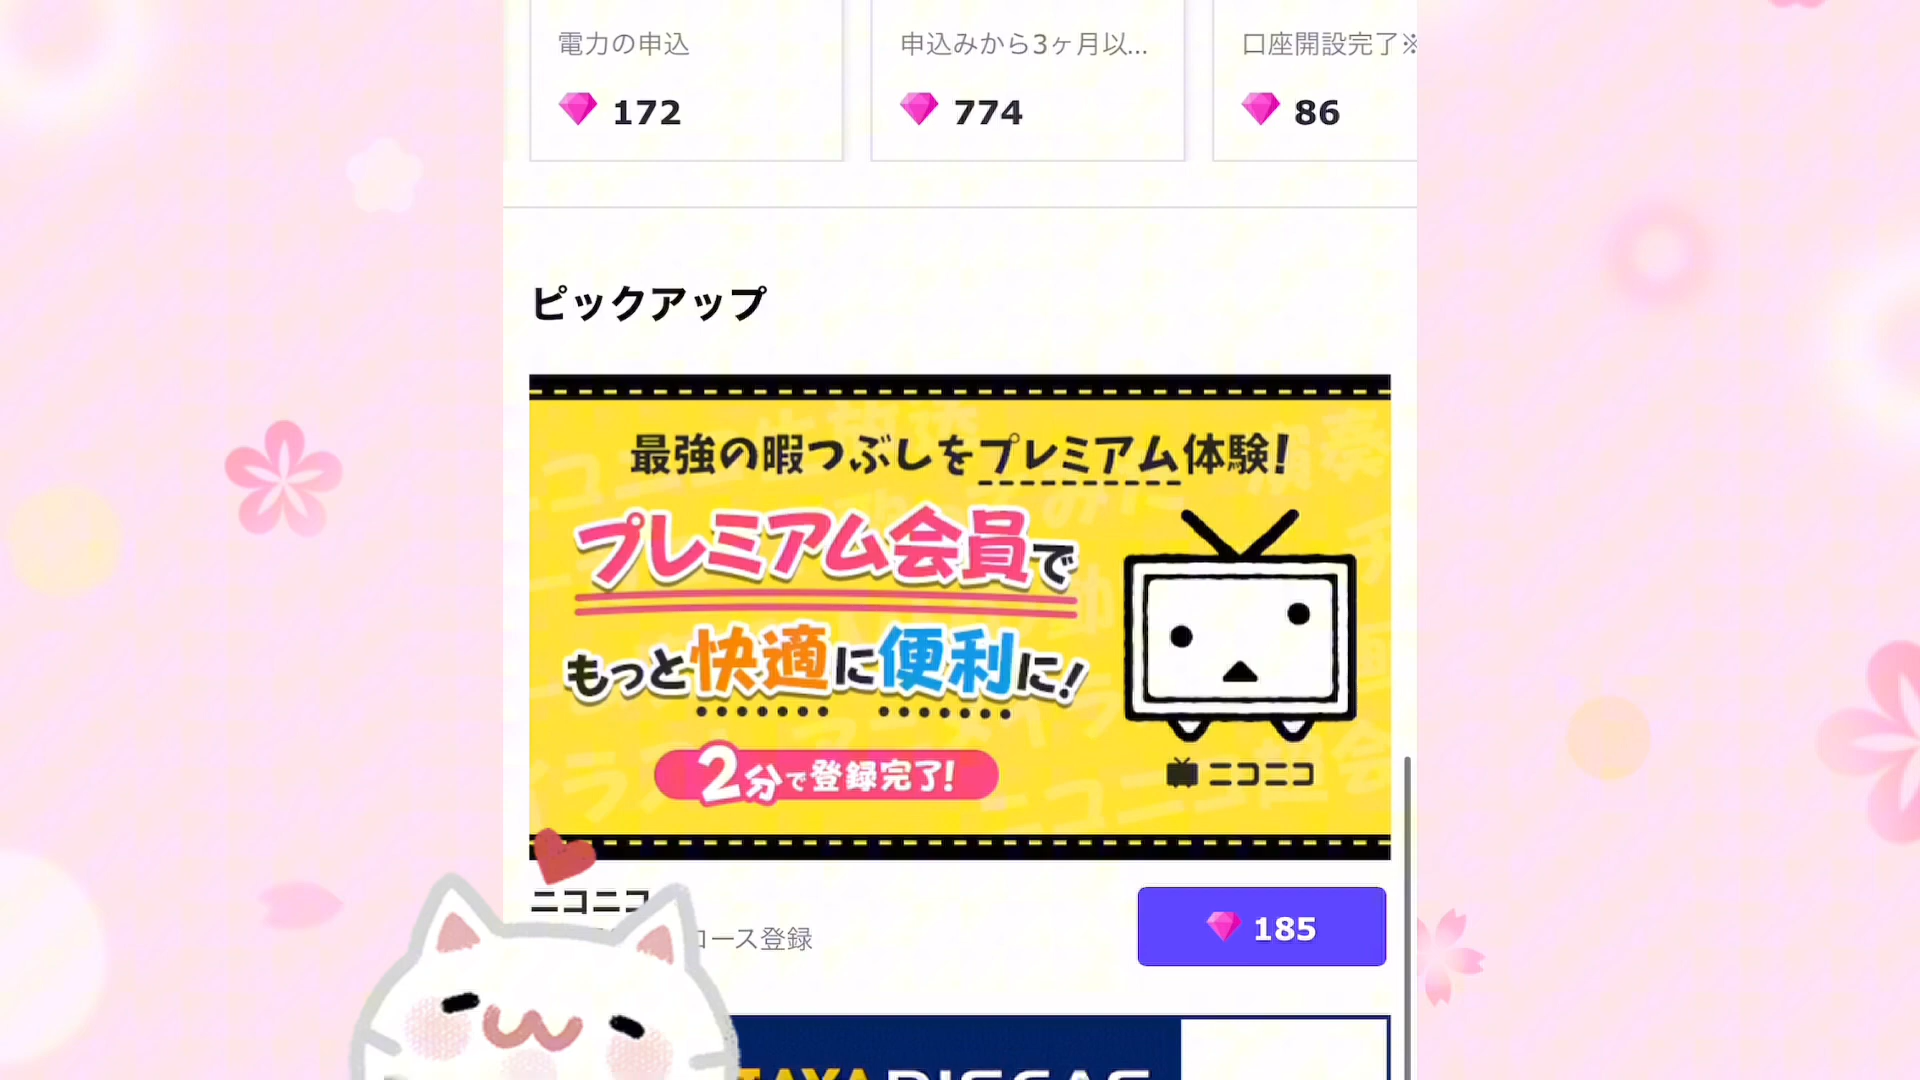 電力の申込
申込みから3ヶ月以...
口座開設完了※
172
774
86
ピックアップ
最強の暇つぶしをプレミアム体験!
プレミアム会員で
もっと快適に便利に!
2分で登録完了!
ニコニコ
ニコニコ
コース登録
185